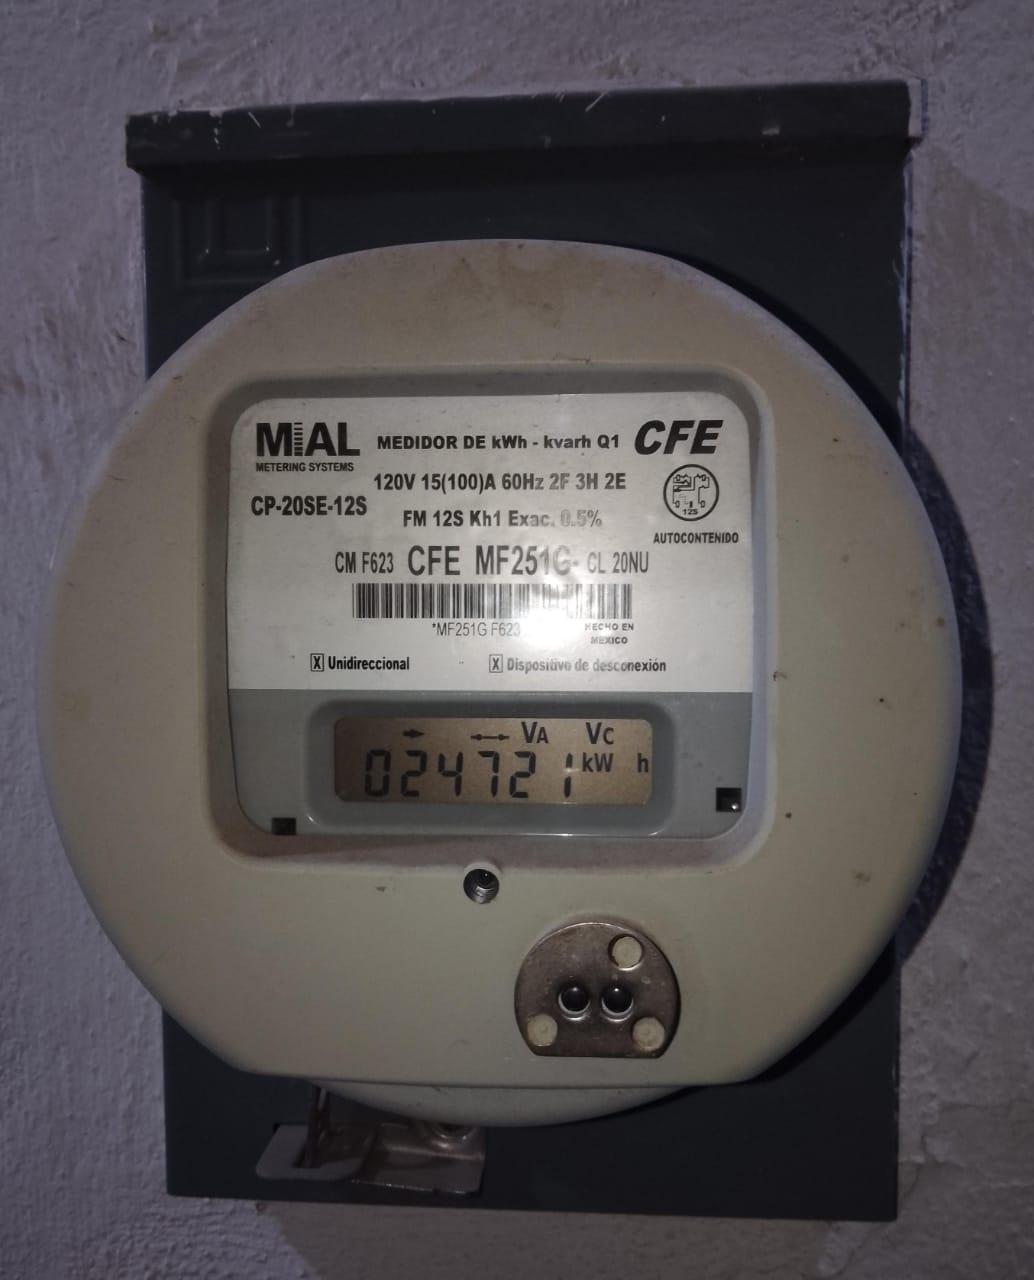 MIAL
METERING SYSTEMS
MEDIDOR DE kWh - kvarh Q1
CFE
120V 15(100)A 60Hz 2F 3H 2E
CP-20SE-12S
FM 12S Kh1 Exac. 0.5%
12S
AUTOCONTENIDO
CM F623 CFE MF251G- CL 20NU
*MF251G F623
HECHO EN
MEXICO
X Unidireccional
X Dispositivo de desconexión
VA VC
024721 kW h